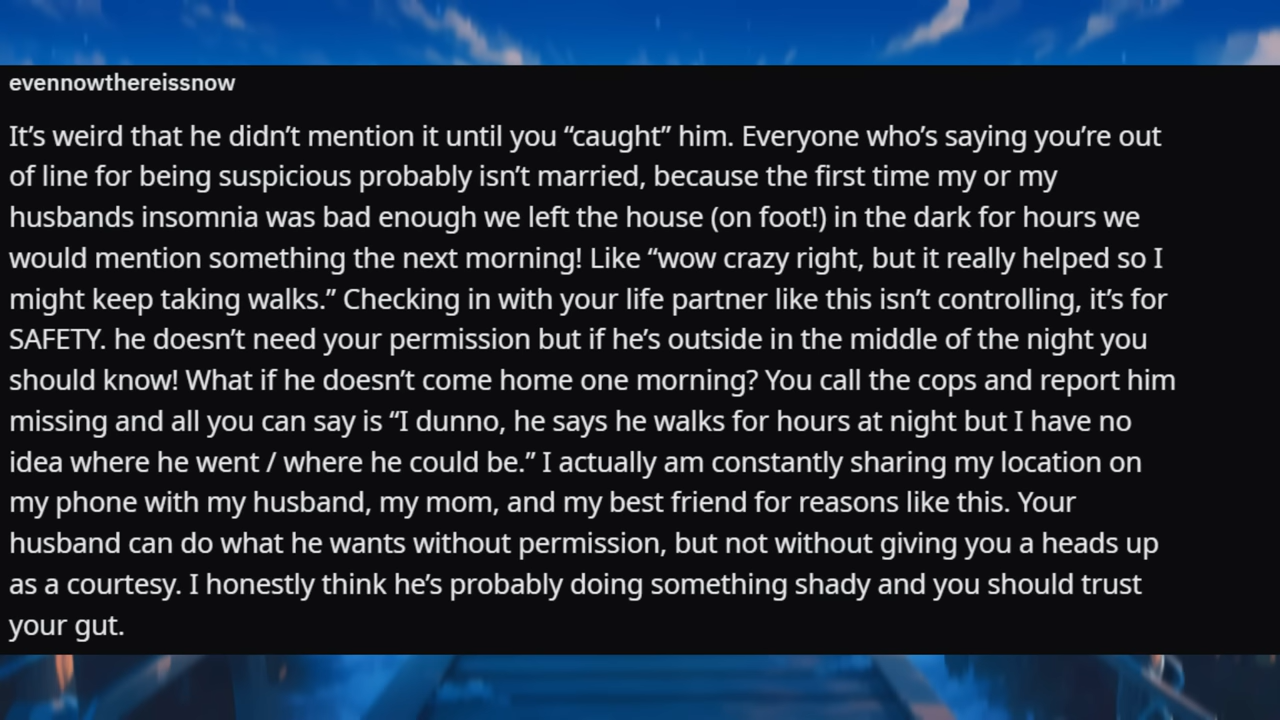 evennowthereissnow
It’s weird that he didn’t mention it until you “caught” him. Everyone who’s saying you’re out
of line for being suspicious probably isn’t married, because the first time my or my
husbands insomnia was bad enough we left the house (on foot!) in the dark for hours we
would mention something the next morning! Like “wow crazy right, but it really helped so I
might keep taking walks.” Checking in with your life partner like this isn’t controlling, it’s for
SAFETY. he doesn’t need your permission but if he’s outside in the middle of the night you
should know! What if he doesn’t come home one morning? You call the cops and report him
missing and all you can say is “I dunno, he says he walks for hours at night but I have no
idea where he went / where he could be.” I actually am constantly sharing my location on
my phone with my husband, my mom, and my best friend for reasons like this. Your
husband can do what he wants without permission, but not without giving you a heads up
as a courtesy. I honestly think he’s probably doing something shady and you should trust
your gut.